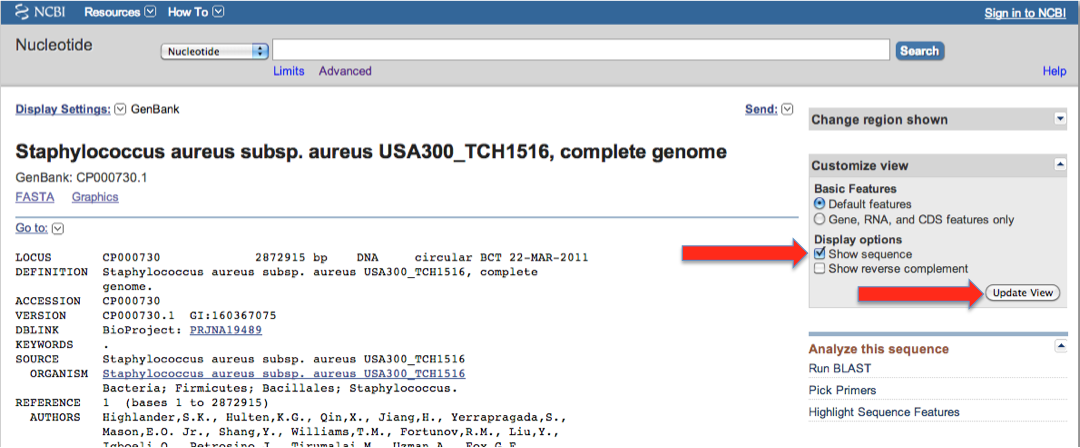 NCBI Resources How To Sign in to NCBI
Nucleotide
Nucleotide Search
Limits Advanced Help
Display Settings: GenBank Send:
Staphylococcus aureus subsp. aureus USA300_TCH1516, complete genome
GenBank: CP000730.1
FASTA Graphics
Go to:
LOCUS CP000730 2872915 bp DNA circular BCT 22-MAR-2011
DEFINITION Staphylococcus aureus subsp. aureus USA300_TCH1516, complete
genome.
ACCESSION CP000730
VERSION CP000730.1 GI:160367075
DBLINK BioProject: PRJNA19489
KEYWORDS .
SOURCE Staphylococcus aureus subsp. aureus USA300_TCH1516
ORGANISM Staphylococcus aureus subsp. aureus USA300_TCH1516
Bacteria; Firmicutes; Bacillales; Staphylococcus.
REFERENCE 1 (bases 1 to 2872915)
AUTHORS Highlander,S.K., Hulten,K.G., Qin,X., Jiang,H., Yerrapragada,S.,
Mason,E.O. Jr., Shang,Y., Williams,T.M., Fortunov,R.M., Liu,Y.,
Igboeli,O., Petrosino,J., Tirumalai,M., Uzman,A., Fox,G.E.
Change region shown
Customize view
Basic Features
Default features
Gene, RNA, and CDS features only
Display options
Show sequence
Show reverse complement
Update View
Analyze this sequence
Run BLAST
Pick Primers
Highlight Sequence Features